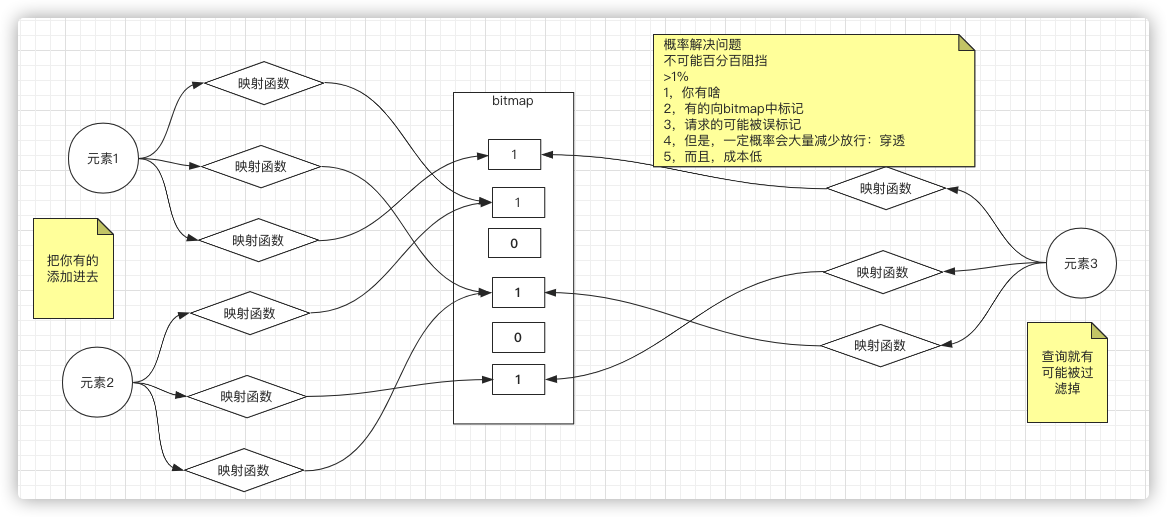 概率解决问题
不可能百分百阻挡
>1%
1，你有啥
2，有的向bitmap中标记
3，请求的可能被误标记
4，但是，一定概率会大量减少放行：穿透
5，而且，成本低
bitmap
映射函数
元素1
映射函数
映射函数
把你有的
添加进去
映射函数
元素2
映射函数
映射函数
1
1
0
1
0
1
映射函数
映射函数
元素3
映射函数
查询就有
可能被过
滤掉